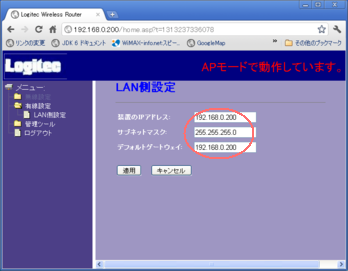 Logitec Wireless Router
192.168.0.200/home.asp?t=1313237336078
リンクの変更 JDK 6 ドキュメント WiMAX-infonet.スピー... GoogleMap » その他のブックマーク
Logitec APモードで動作しています。
メニュー
無線設定
有線設定
LAN側設定
管理ツール
ログアウト
LAN側設定
装置のIPアドレス: 192.168.0.200
サブネットマスク: 255.255.255.0
デフォルトゲートウェイ: 192.168.0.200
適用 キャンセル